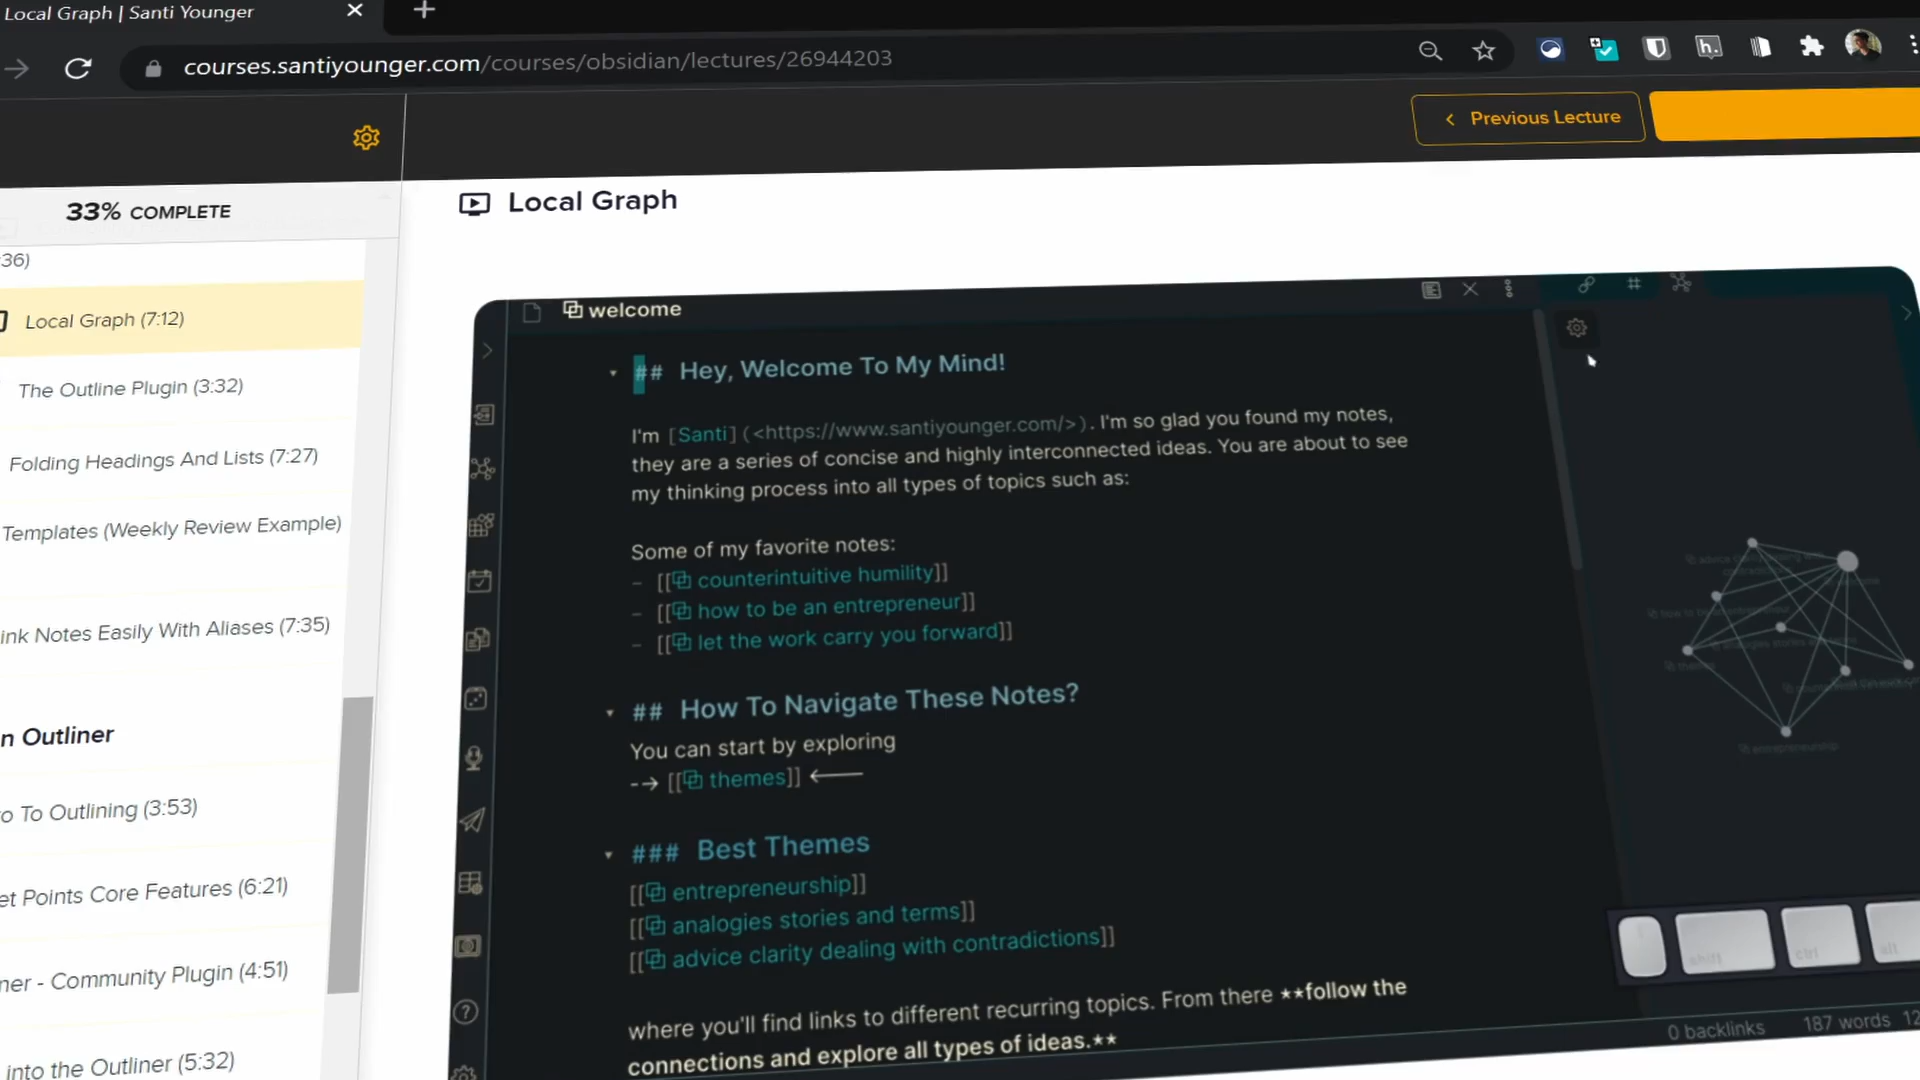 Local Graph | Santi Younger
courses.santiyounger.com/courses/obsidian/lectures/26944203
h.
Previous Lecture
33% COMPLETE
Local Graph
:36)
Local Graph (7:12)
The Outline Plugin (3:32)
Folding Headings And Lists (7:27)
Templates (Weekly Review Example)
ink Notes Easily With Aliases (7:35)
n Outliner
o To Outlining (3:53)
et Points Core Features (6:21)
ner - Community Plugin (4:51)
into the Outliner (5:32)
welcome
## Hey, Welcome To My Mind!
I'm [Santi](<https://www.santiyounger.com/>). I'm so glad you found my notes,
they are a series of concise and highly interconnected ideas. You are about to see
my thinking process into all types of topics such as:
Some of my favorite notes:
- [[counterintuitive humility]]
- [[how to be an entrepreneur]]
- [[let the work carry you forward]]
## How To Navigate These Notes?
You can start by exploring
--> [[themes]] <---
### Best Themes
[[entrepreneurship]]
[[analogies stories and terms]]
[[advice clarity dealing with contradictions]]
where you'll find links to different recurring topics. From there **follow the
connections and explore all types of ideas.**
themes
entrepreneurship
shift
ctrl
alt
0 backlinks
187 words